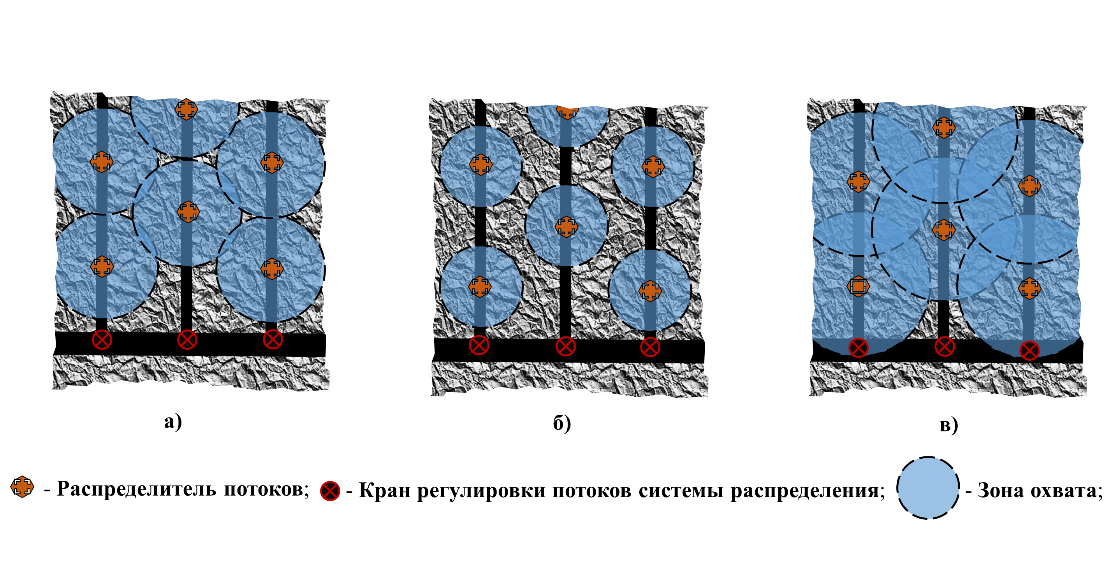 а) б) в)
- Распределитель потоков; - Кран регулировки потоков системы распределения; - Зона охвата;